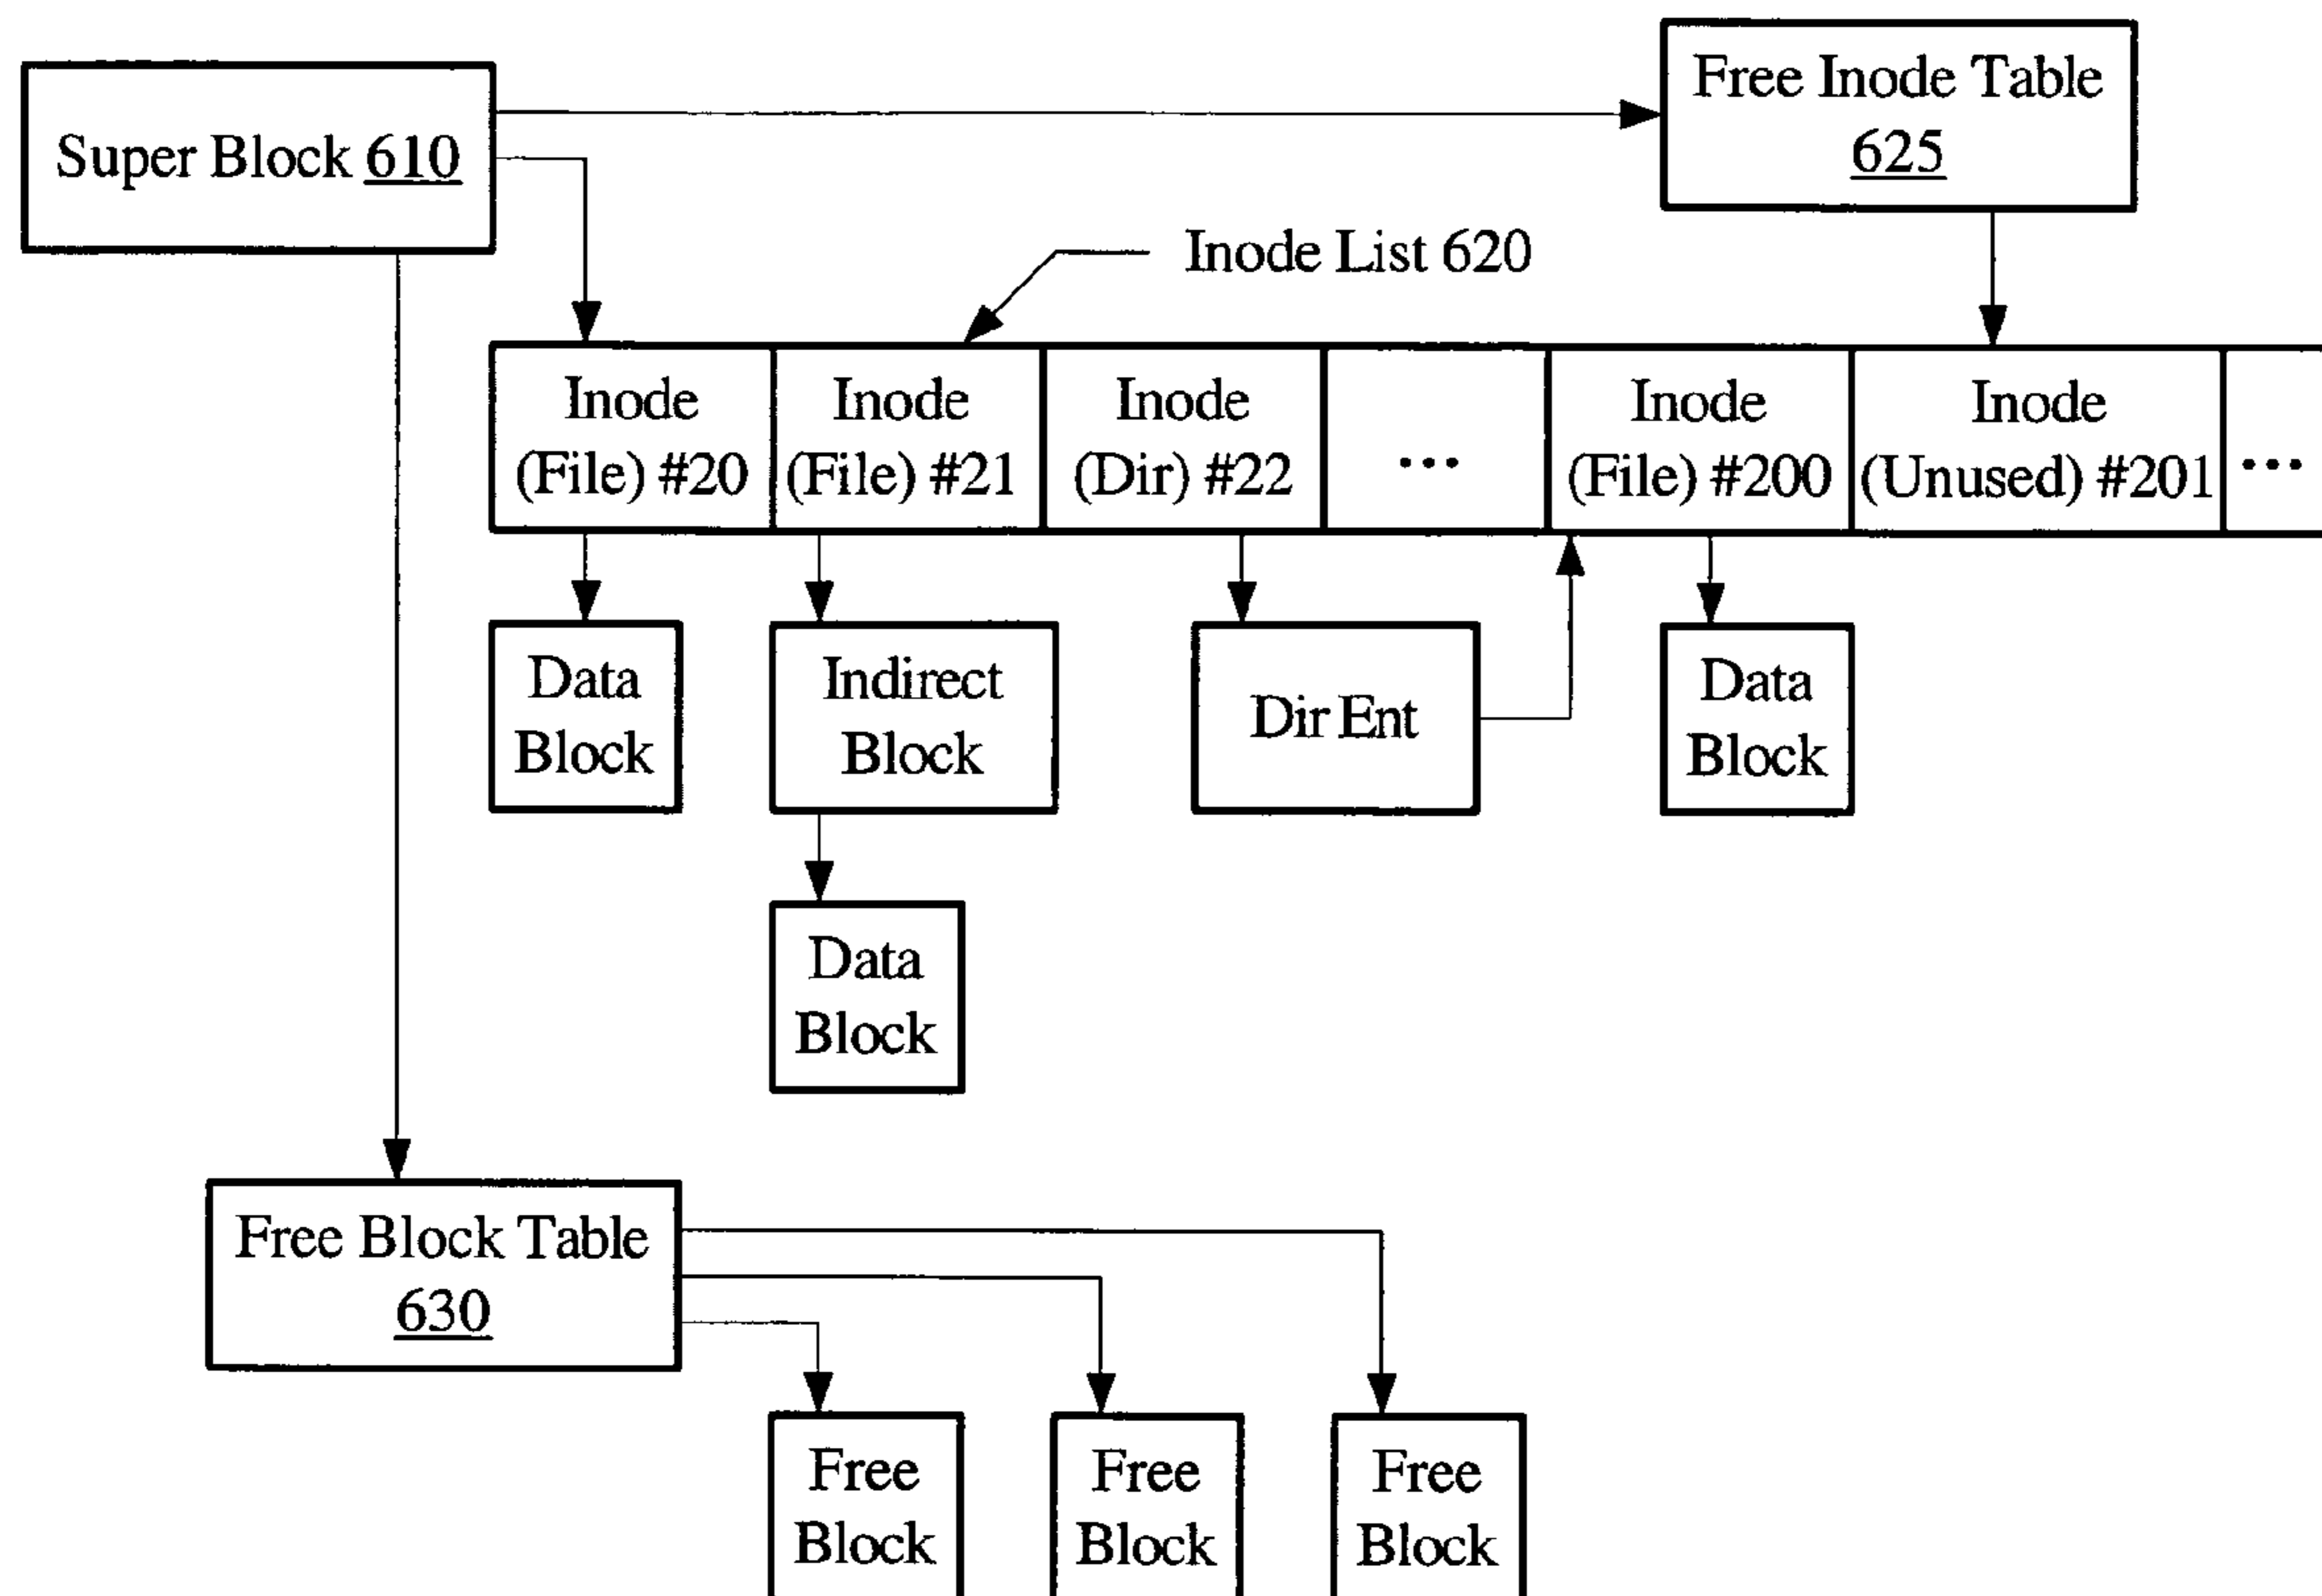 Free Inode Table
625
Super Block 610
Inode List 620
Inode
(File) #20
Inode
(File) #21
Inode
(Dir) #22
...
Inode
(File) #200
Inode
(Unused) #201
...
Data
Block
Indirect
Block
Dir Ent
Data
Block
Data
Block
Free Block Table
630
Free
Block
Free
Block
Free
Block